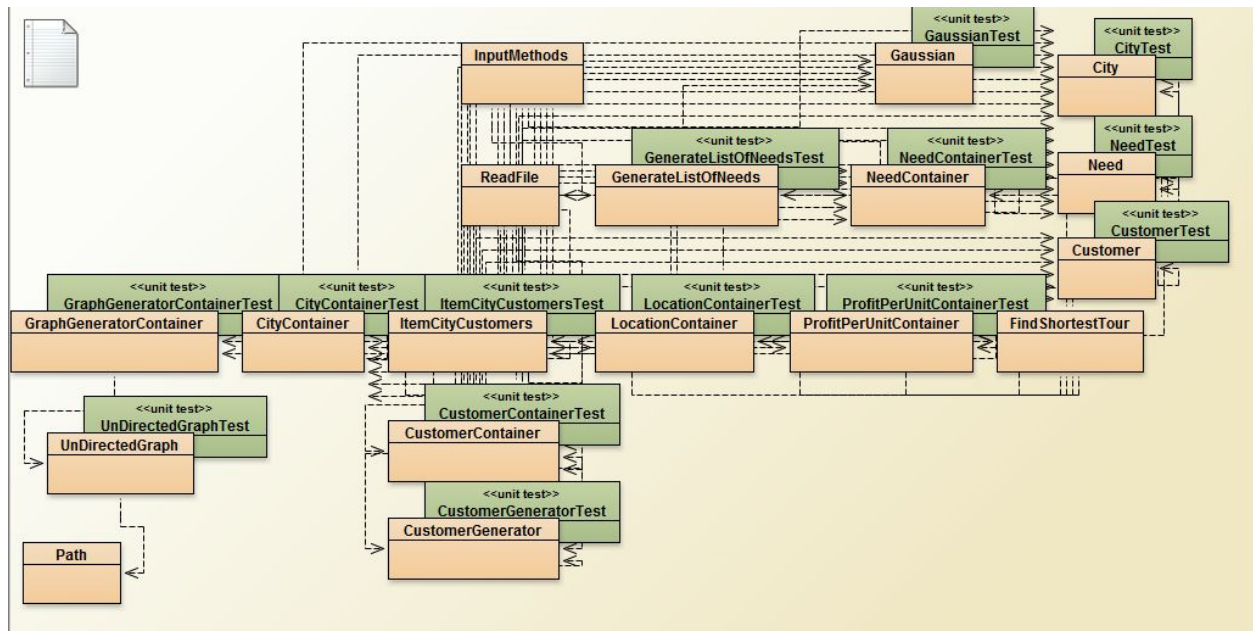 <<unit test>>
GaussianTest
<<unit test>>
CityTest
InputMethods
Gaussian
City
<<unit test>>
NeedTest
<<unit test>>
GenerateListOfNeedsTest
<<unit test>>
NeedContainerTest
ReadFile
GenerateListOfNeeds
NeedContainer
Need
<<unit test>>
CustomerTest
Customer
<<unit test>>
GraphGeneratorContainerTest
<<unit test>>
CityContainerTest
<<unit test>>
ItemCityCustomersTest
<<unit test>>
LocationContainerTest
<<unit test>>
ProfitPerUnitContainerTest
GraphGeneratorContainer
CityContainer
ItemCityCustomers
LocationContainer
ProfitPerUnitContainer
FindShortestTour
<<unit test>>
UnDirectedGraphTest
<<unit test>>
CustomerContainerTest
UnDirectedGraph
CustomerContainer
<<unit test>>
CustomerGeneratorTest
CustomerGenerator
Path